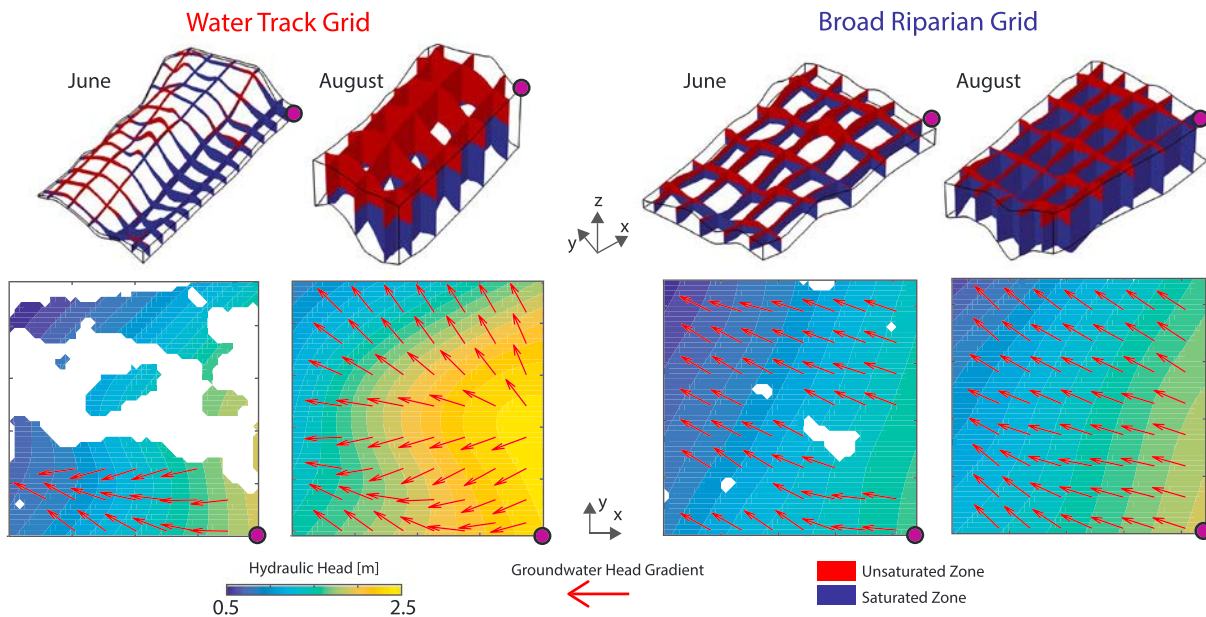 Water Track Grid
Broad Riparian Grid
June
August
June
August
z
y
x
y
x
Hydraulic Head [m]
0.5
2.5
Groundwater Head Gradient
Unsaturated Zone
Saturated Zone